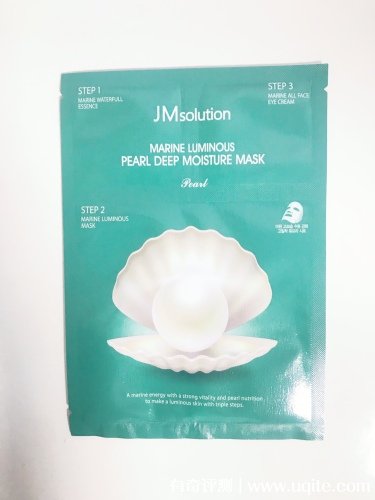 STEP 1
MARINE WATERFULL
ESSENCE
STEP 3
MARINE ALL FACE
EYE CREAM
JMsolution
MARINE LUMINOUS
PEARL DEEP MOISTURE MASK
Pearl
STEP 2
MARINE LUMINOUS
MASK
A marine energy with a strong vitality and pearl nutrition
to make a luminous skin with triple steps.
有奇评测 | www.uqite.com